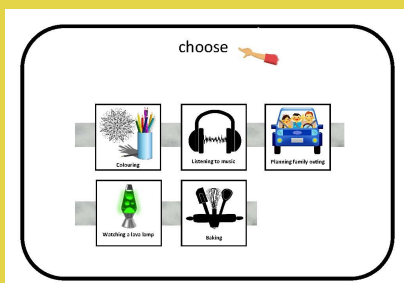 choose
Colouring
Listening to music
Planning family outing
Watching a lava lamp
Baking